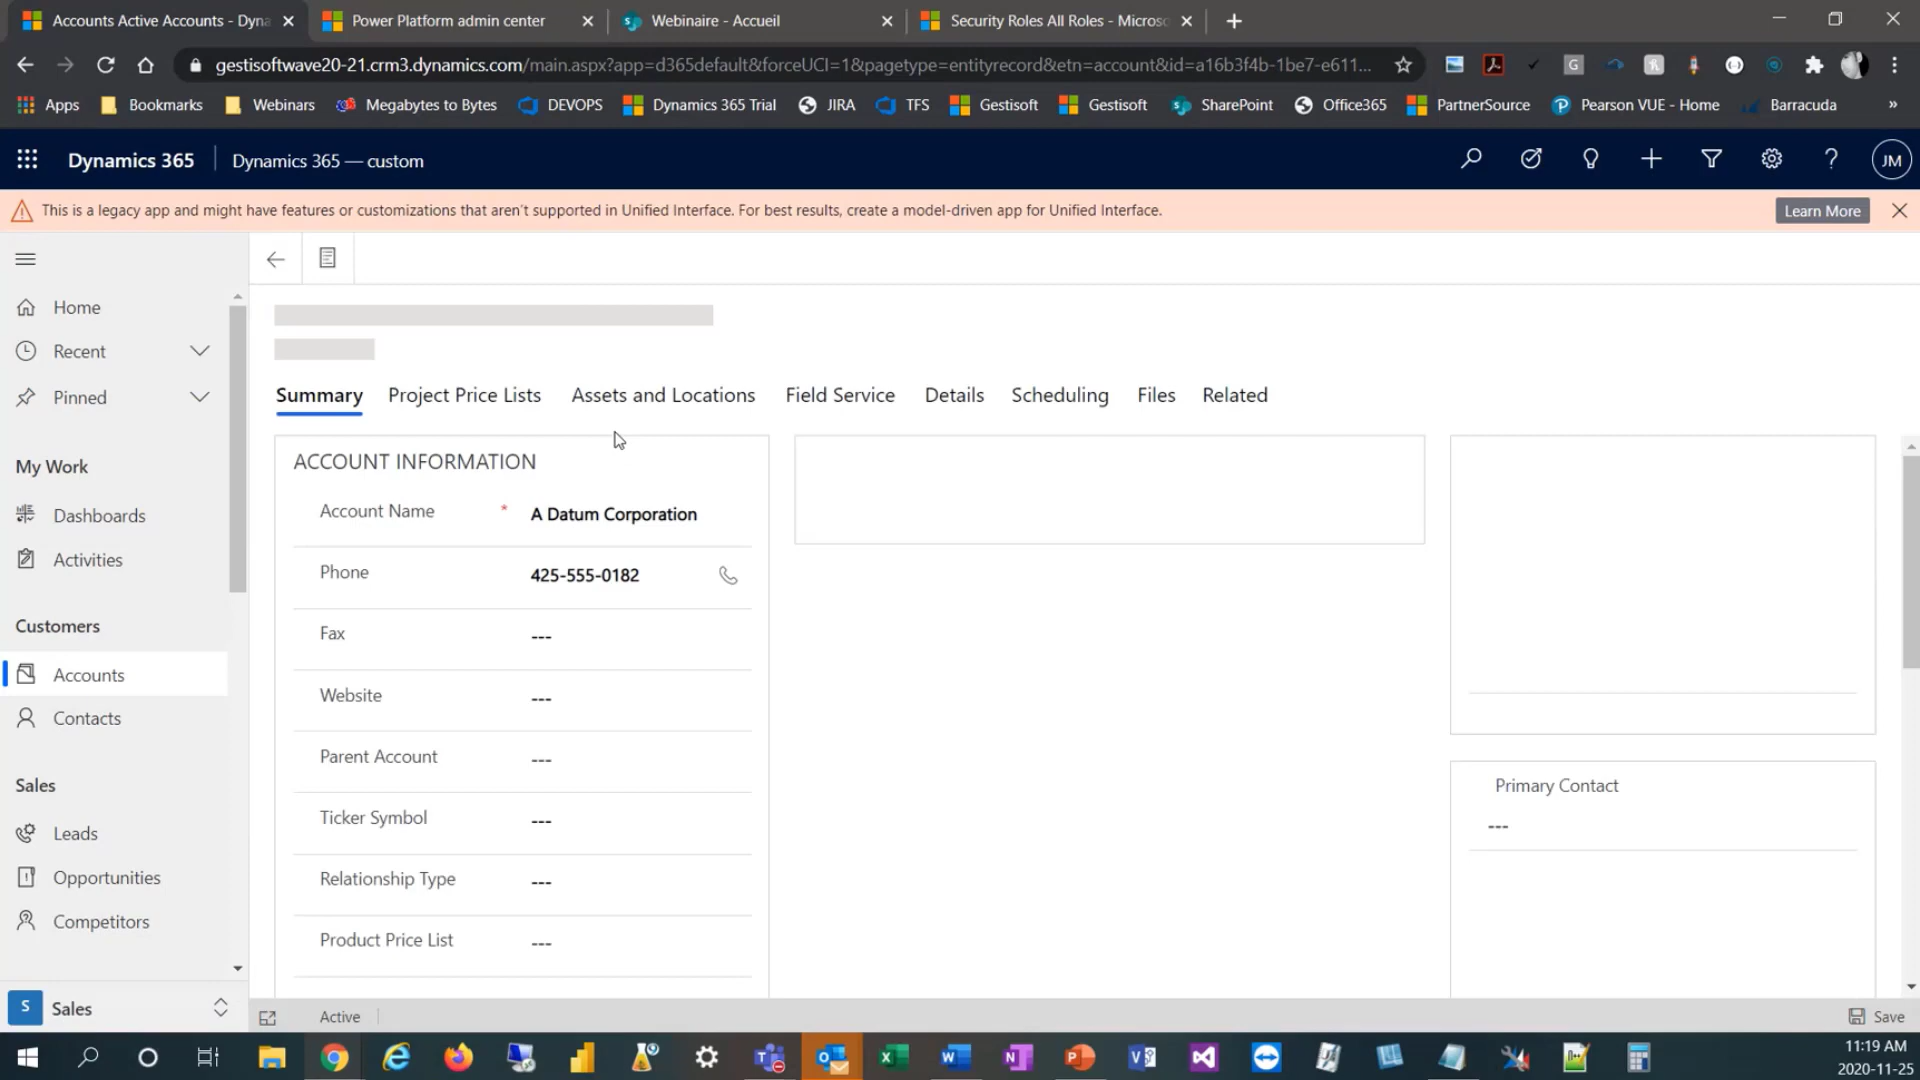 Accounts Active Accounts - Dyna
Power Platform admin center
Webinaire - Accueil
Security Roles All Roles - Microso
gestisoftwave20-21.crm3.dynamics.com/main.aspx?app=d365default&forceUCI=1&pagetype=entityrecord&etn=account&id=a16b3f4b-1be7-e611...
Apps
Bookmarks
Webinars
Megabytes to Bytes
DEVOPS
Dynamics 365 Trial
JIRA
TFS
Gestisoft
Gestisoft
SharePoint
Office365
PartnerSource
Pearson VUE - Home
Barracuda
»
Dynamics 365
Dynamics 365 — custom
JM
This is a legacy app and might have features or customizations that aren't supported in Unified Interface. For best results, create a model-driven app for Unified Interface.
Learn More
Home
Recent
Pinned
My Work
Dashboards
Activities
Customers
Accounts
Contacts
Sales
Leads
Opportunities
Competitors
S Sales
Summary
Project Price Lists
Assets and Locations
Field Service
Details
Scheduling
Files
Related
ACCOUNT INFORMATION
Account Name * A Datum Corporation
Phone 425-555-0182
Fax ---
Website ---
Parent Account ---
Ticker Symbol ---
Relationship Type ---
Product Price List ---
Primary Contact
---
Active
Save
11:19 AM
2020-11-25